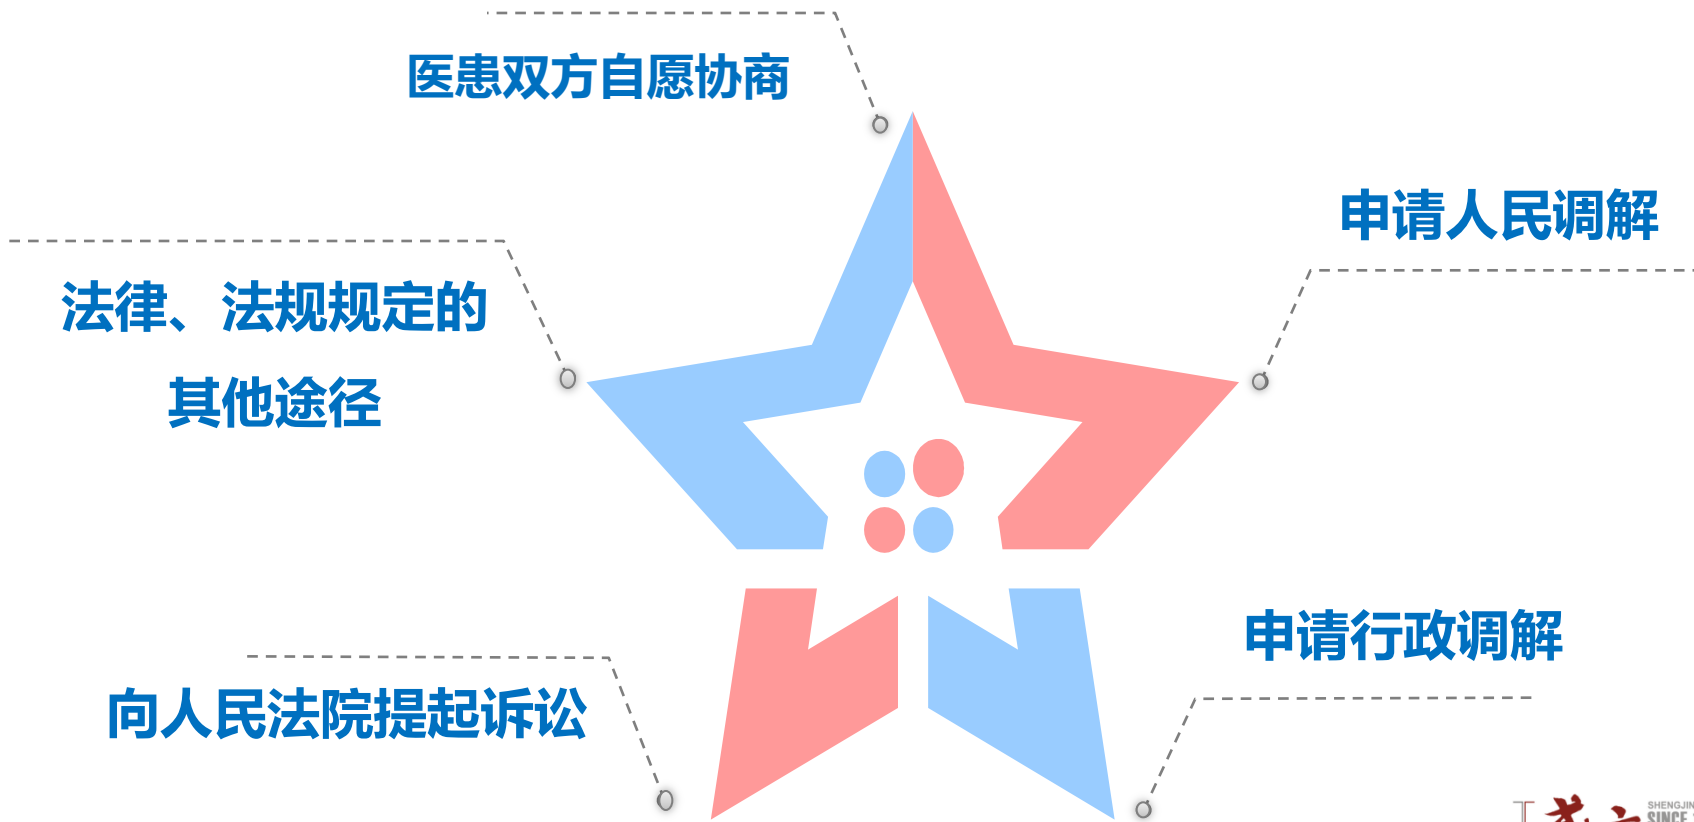 医患双方自愿协商
申请人民调解
法律、法规规定的
其他途径
申请行政调解
向人民法院提起诉讼
SHENGJIN
SINCE